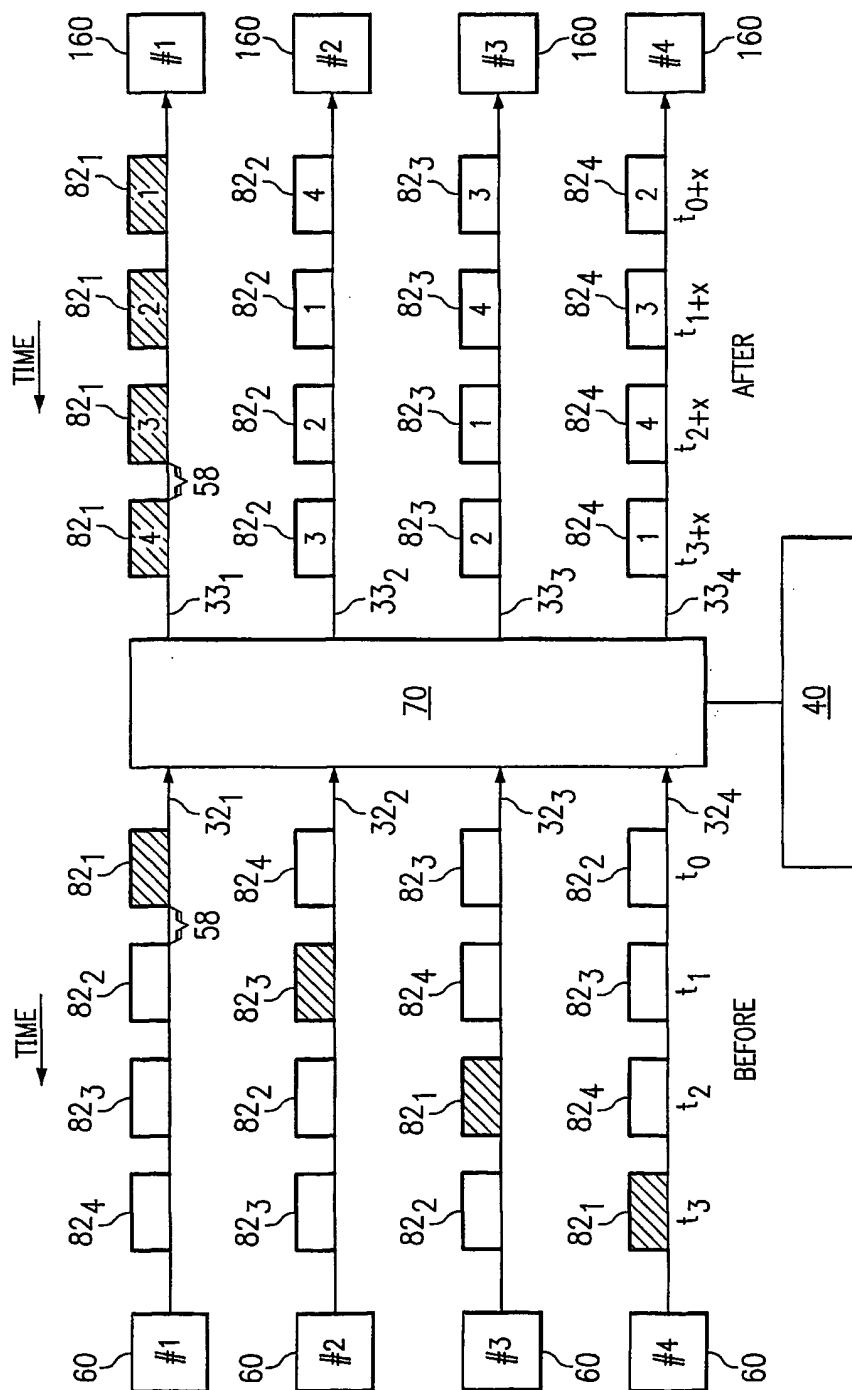 TIME TIME
60 82₄ 82₃ 82₂ 82₁ 82₁ 82₁ 82₁ 82₁ 160
#1 4 3 2 1 #1
58 32₁ 33₁ 58
60 82₃ 82₂ 82₃ 82₄ 82₂ 82₂ 82₂ 82₂ 160
#2 3 2 1 4 #2
32₂ 33₂
70
60 82₂ 82₁ 82₄ 82₃ 82₃ 82₃ 82₃ 82₃ 160
#3 2 1 4 3 #3
32₃ 33₃
60 82₁ 82₄ 82₃ 82₂ 82₄ 82₄ 82₄ 82₄ 160
#4 1 4 3 2 #4
32₄ 33₄
t₃ t₂ t₁ t₀ t₃₊ₓ t₂₊ₓ t₁₊ₓ t₀₊ₓ
BEFORE AFTER
40